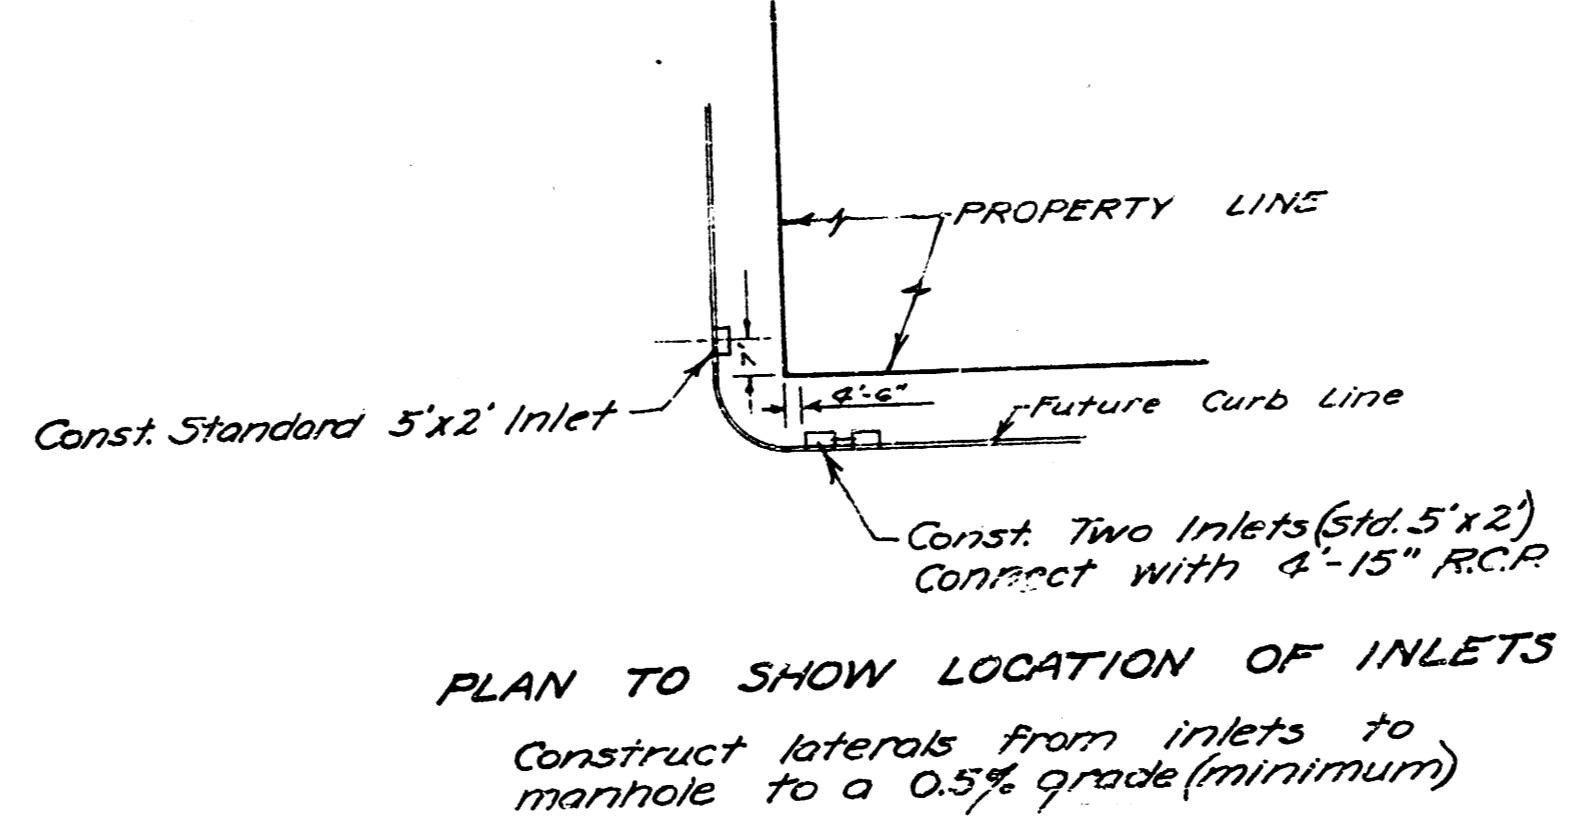 PROPERTY LINE
7'
4'-6"
Future Curb Line
Const. Standard 5'x2' Inlet
Const. Two Inlets (std. 5'x2')
Connect with 4'-15" R.C.P.
PLAN TO SHOW LOCATION OF INLETS
Construct laterals from inlets to
manhole to a 0.5% grade (minimum)